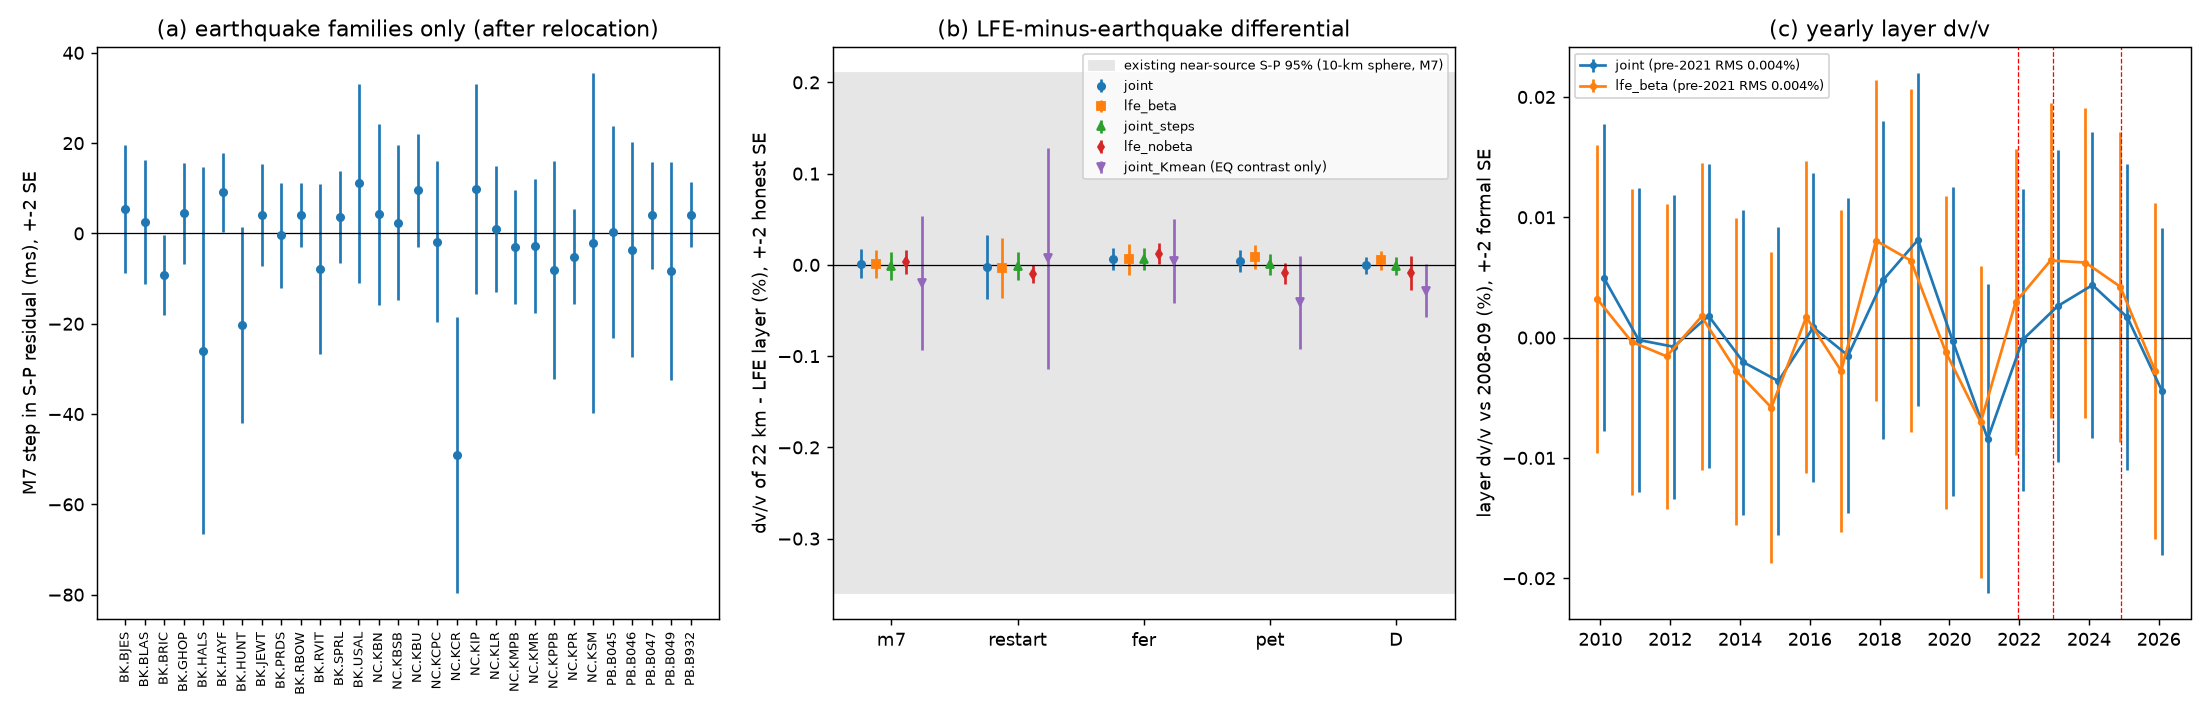 (a) earthquake families only (after relocation)
M7 step in S-P residual (ms), +-2 SE
40
20
0
−20
−40
−60
−80
BK.BJES
BK.BLAS
BK.BRIC
BK.GHOP
BK.HALS
BK.HAYF
BK.HUNT
BK.JEWT
BK.PRDS
BK.RBOW
BK.RVIT
BK.SPRL
BK.USAL
NC.KBN
NC.KBSB
NC.KBU
NC.KCPC
NC.KCR
NC.KIP
NC.KLR
NC.KMPB
NC.KMR
NC.KPPB
NC.KPR
NC.KSM
PB.B045
PB.B046
PB.B047
PB.B049
PB.B932
(b) LFE-minus-earthquake differential
dv/v of 22 km - LFE layer (%), +-2 honest SE
0.2
0.1
0.0
−0.1
−0.2
−0.3
existing near-source S-P 95% (10-km sphere, M7)
joint
lfe_beta
joint_steps
lfe_nobeta
joint_Kmean (EQ contrast only)
m7
restart
fer
pet
D
(c) yearly layer dv/v
layer dv/v vs 2008-09 (%), +-2 formal SE
0.02
0.01
0.00
−0.01
−0.02
joint (pre-2021 RMS 0.004%)
lfe_beta (pre-2021 RMS 0.004%)
2010
2012
2014
2016
2018
2020
2022
2024
2026